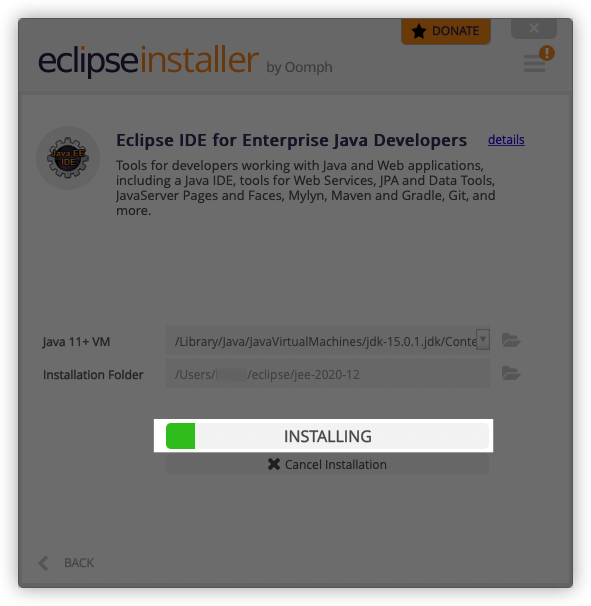 DONATE
eclipseinstaller by Oomph
Java EE
IDE
Eclipse IDE for Enterprise Java Developers details
Tools for developers working with Java and Web applications,
including a Java IDE, tools for Web Services, JPA and Data Tools,
JavaServer Pages and Faces, Mylyn, Maven and Gradle, Git, and
more.
Java 11+ VM /Library/Java/JavaVirtualMachines/jdk-15.0.1.jdk/Conte
Installation Folder /Users/ /eclipse/jee-2020-12
INSTALLING
Cancel Installation
BACK